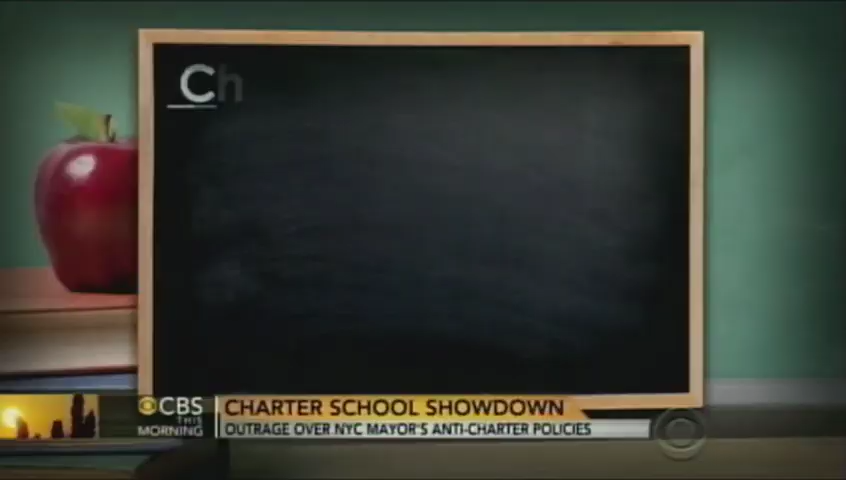 Ch
CBS
THIS
MORNING
CHARTER SCHOOL SHOWDOWN
OUTRAGE OVER NYC MAYOR'S ANTI-CHARTER POLICIES